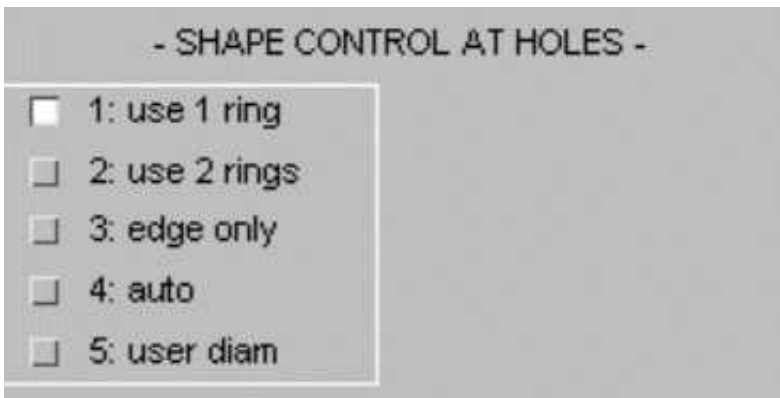 - SHAPE CONTROL AT HOLES -
1: use 1 ring
2: use 2 rings
3: edge only
4: auto
5: user diam